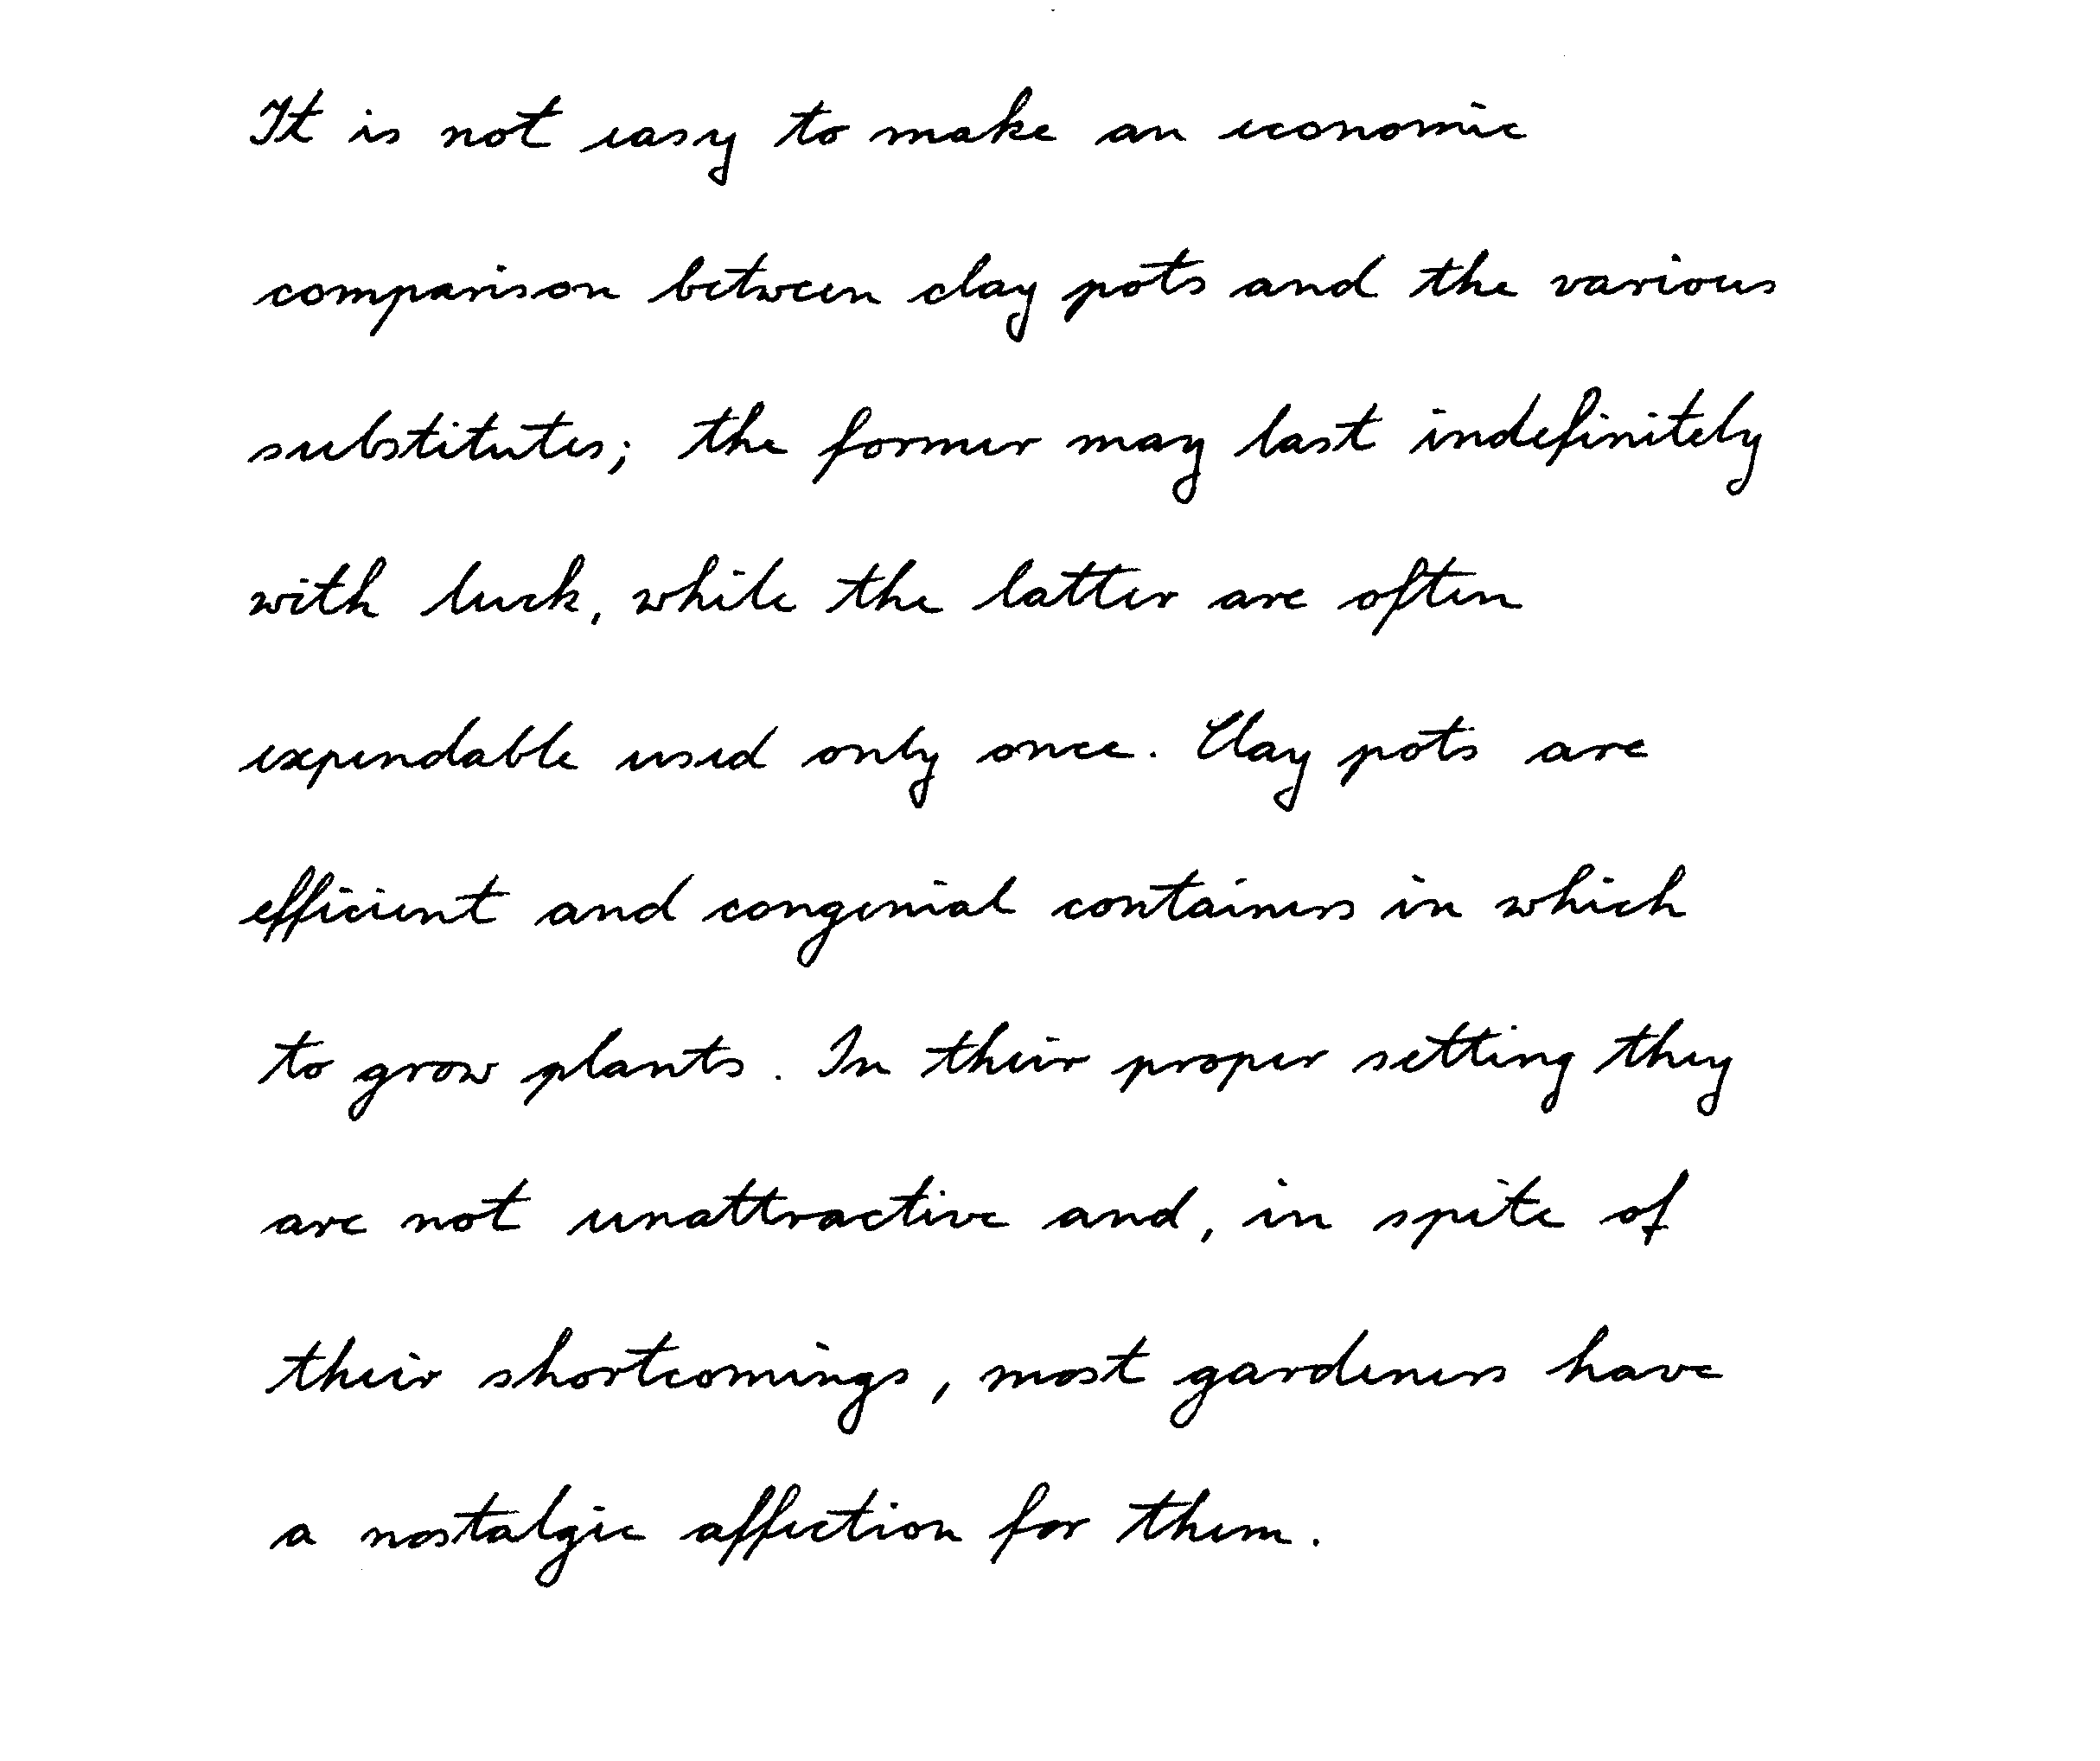 It is not easy to make an economic
comparison between clay pots and the various
substitutes; the former may last indefinitely
with luck, while the latter are often
expendable used only once. Clay pots are
efficient and congenial containers in which
to grow plants. In their proper setting they
are not unattractive and, in spite of
their shortcomings, most gardeners have
a nostalgic affection for them.